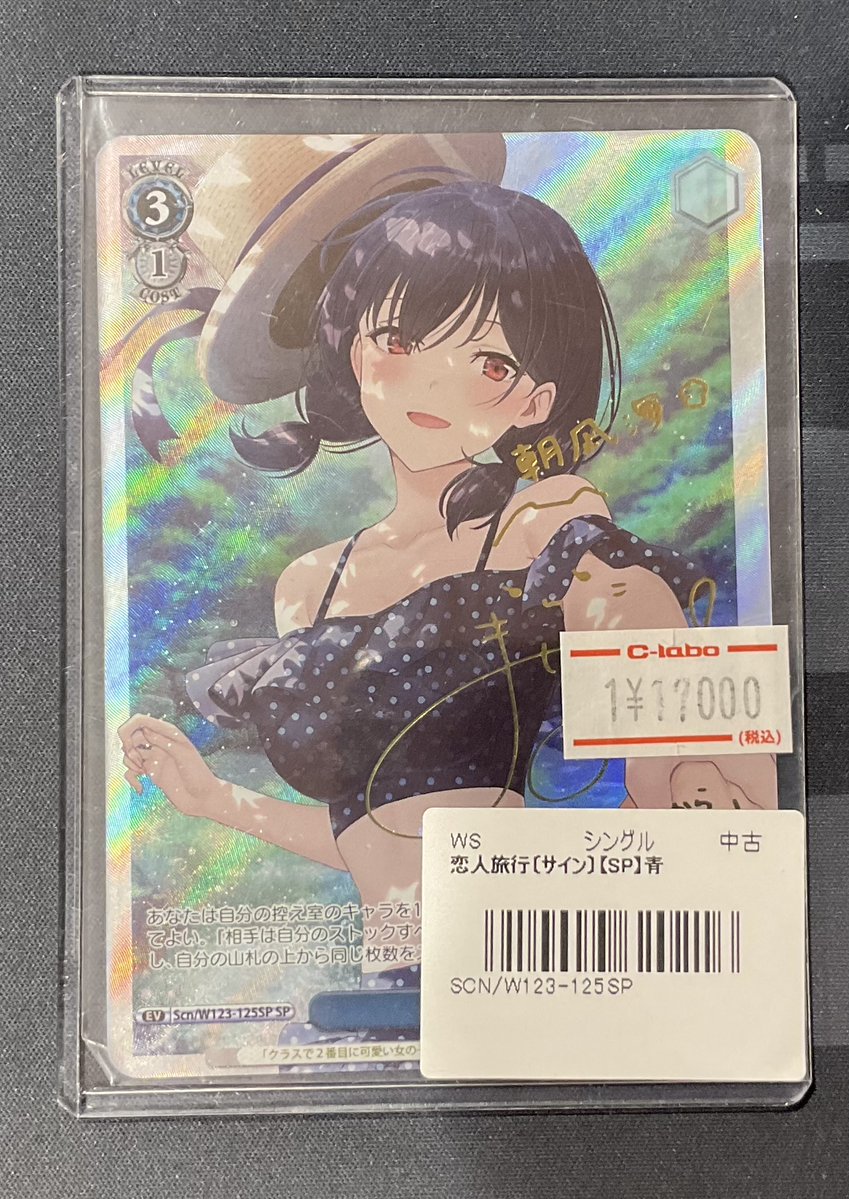 LEVEL
3
1
COST
朝凪 海
C-labo
1¥17000
(税込)
WS シングル 中古
恋人旅行〔サイン〕【SP】青
SCN/W123-125SP
あなたは自分の控え室のキャラを1
てよい。『相手は自分のストックすべ
し、自分の山札の上から同じ枚数をス
EV Scn/W123-125SP SP
「クラスで2番目に可愛い女の子